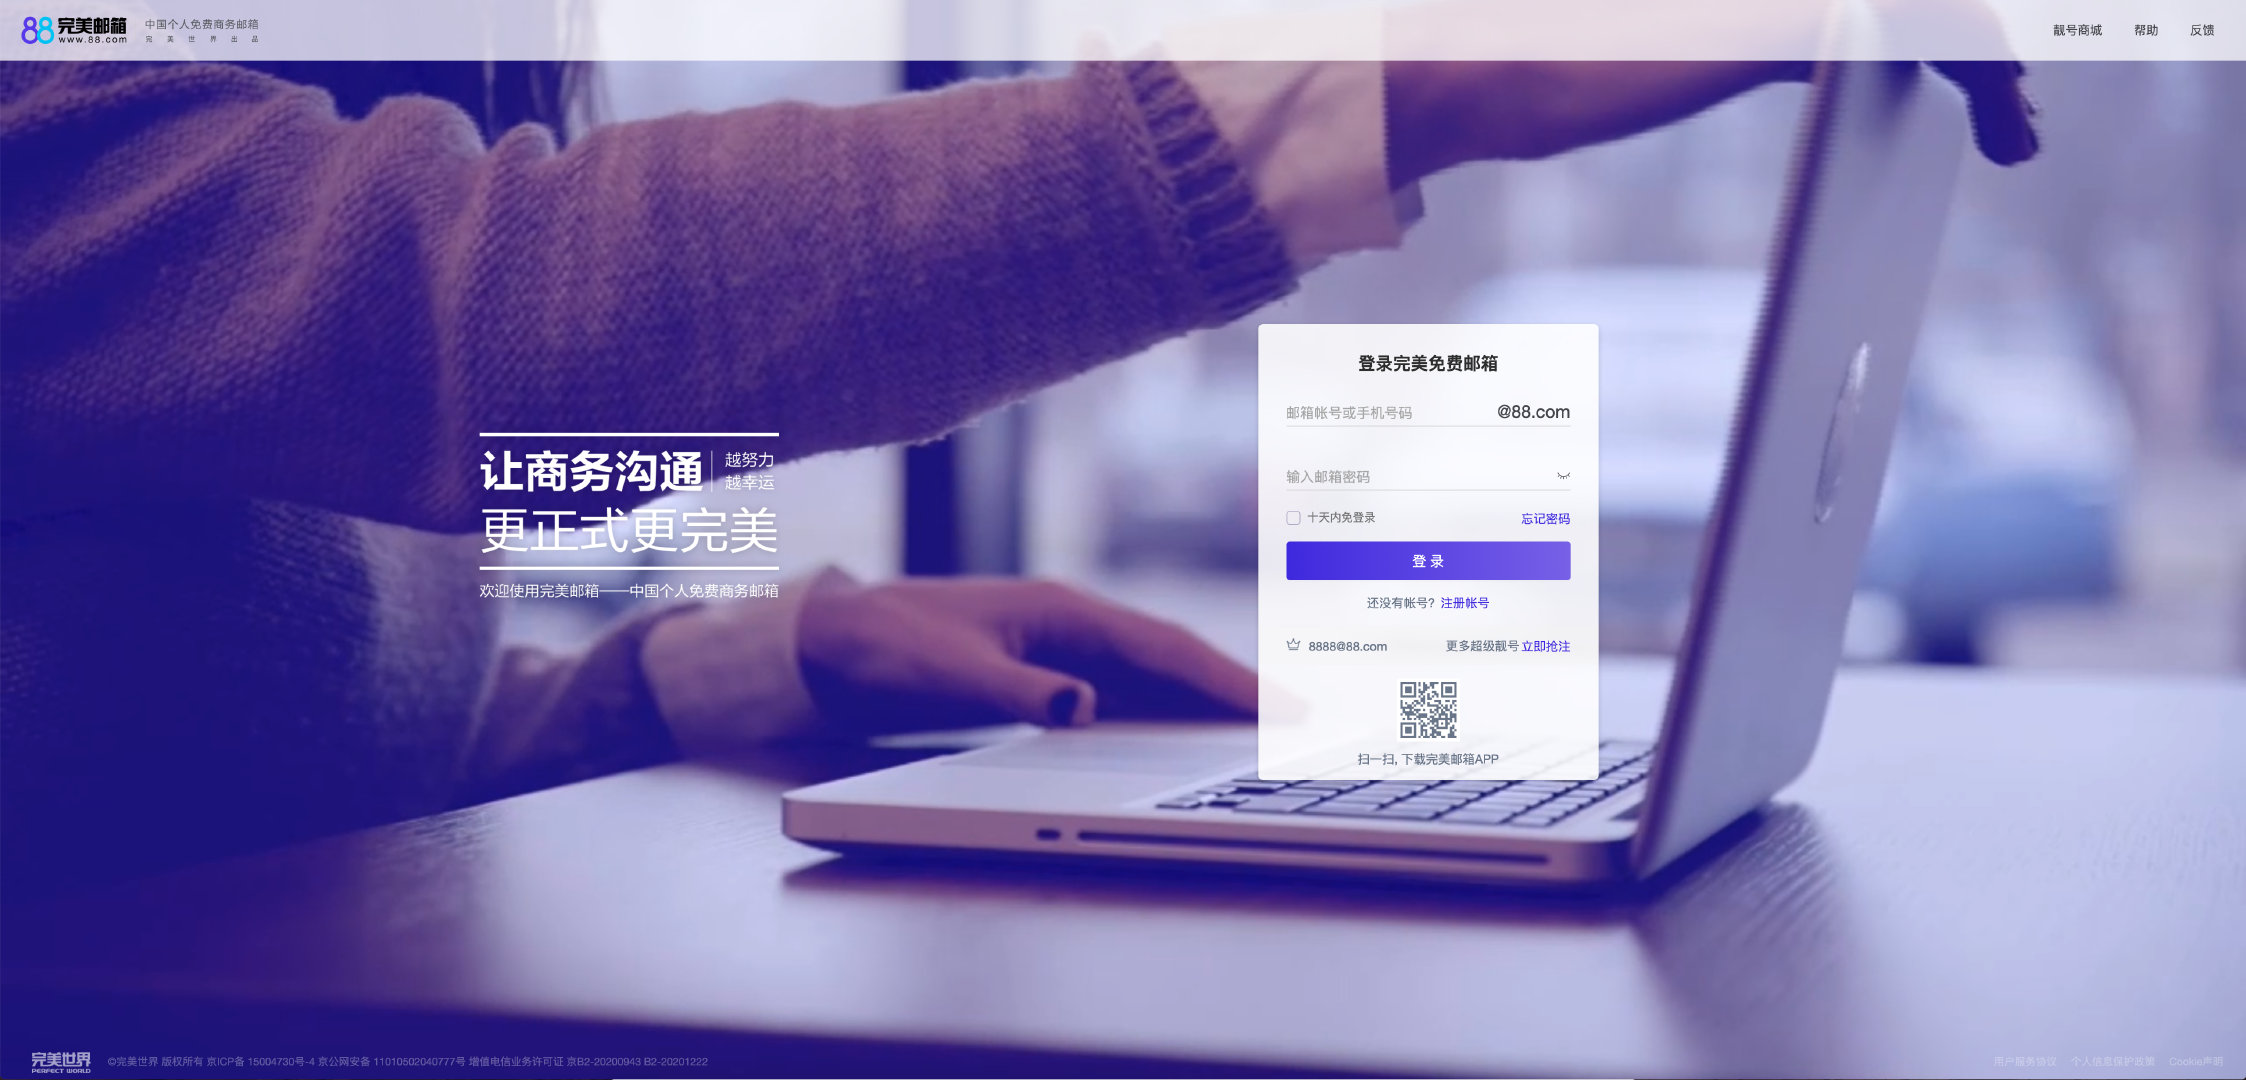 88 完美邮箱
www.88.com
中国个人免费商务邮箱
完美世界出品
靓号商城 帮助 反馈
让商务沟通
越努力
越幸运
更正式更完美
欢迎使用完美邮箱——中国个人免费商务邮箱
登录完美免费邮箱
邮箱帐号或手机号码 @88.com
输入邮箱密码
十天内免登录 忘记密码
登 录
还没有帐号? 注册帐号
8888@88.com 更多超级靓号 立即抢注
扫一扫, 下载完美邮箱APP
完美世界
PERFECT WORLD
©完美世界 版权所有 京ICP备 15004730号-4 京公网安备 11010502040777号 增值电信业务许可证 京B2-20200943 B2-20201222
用户服务协议 个人信息保护政策 Cookie声明